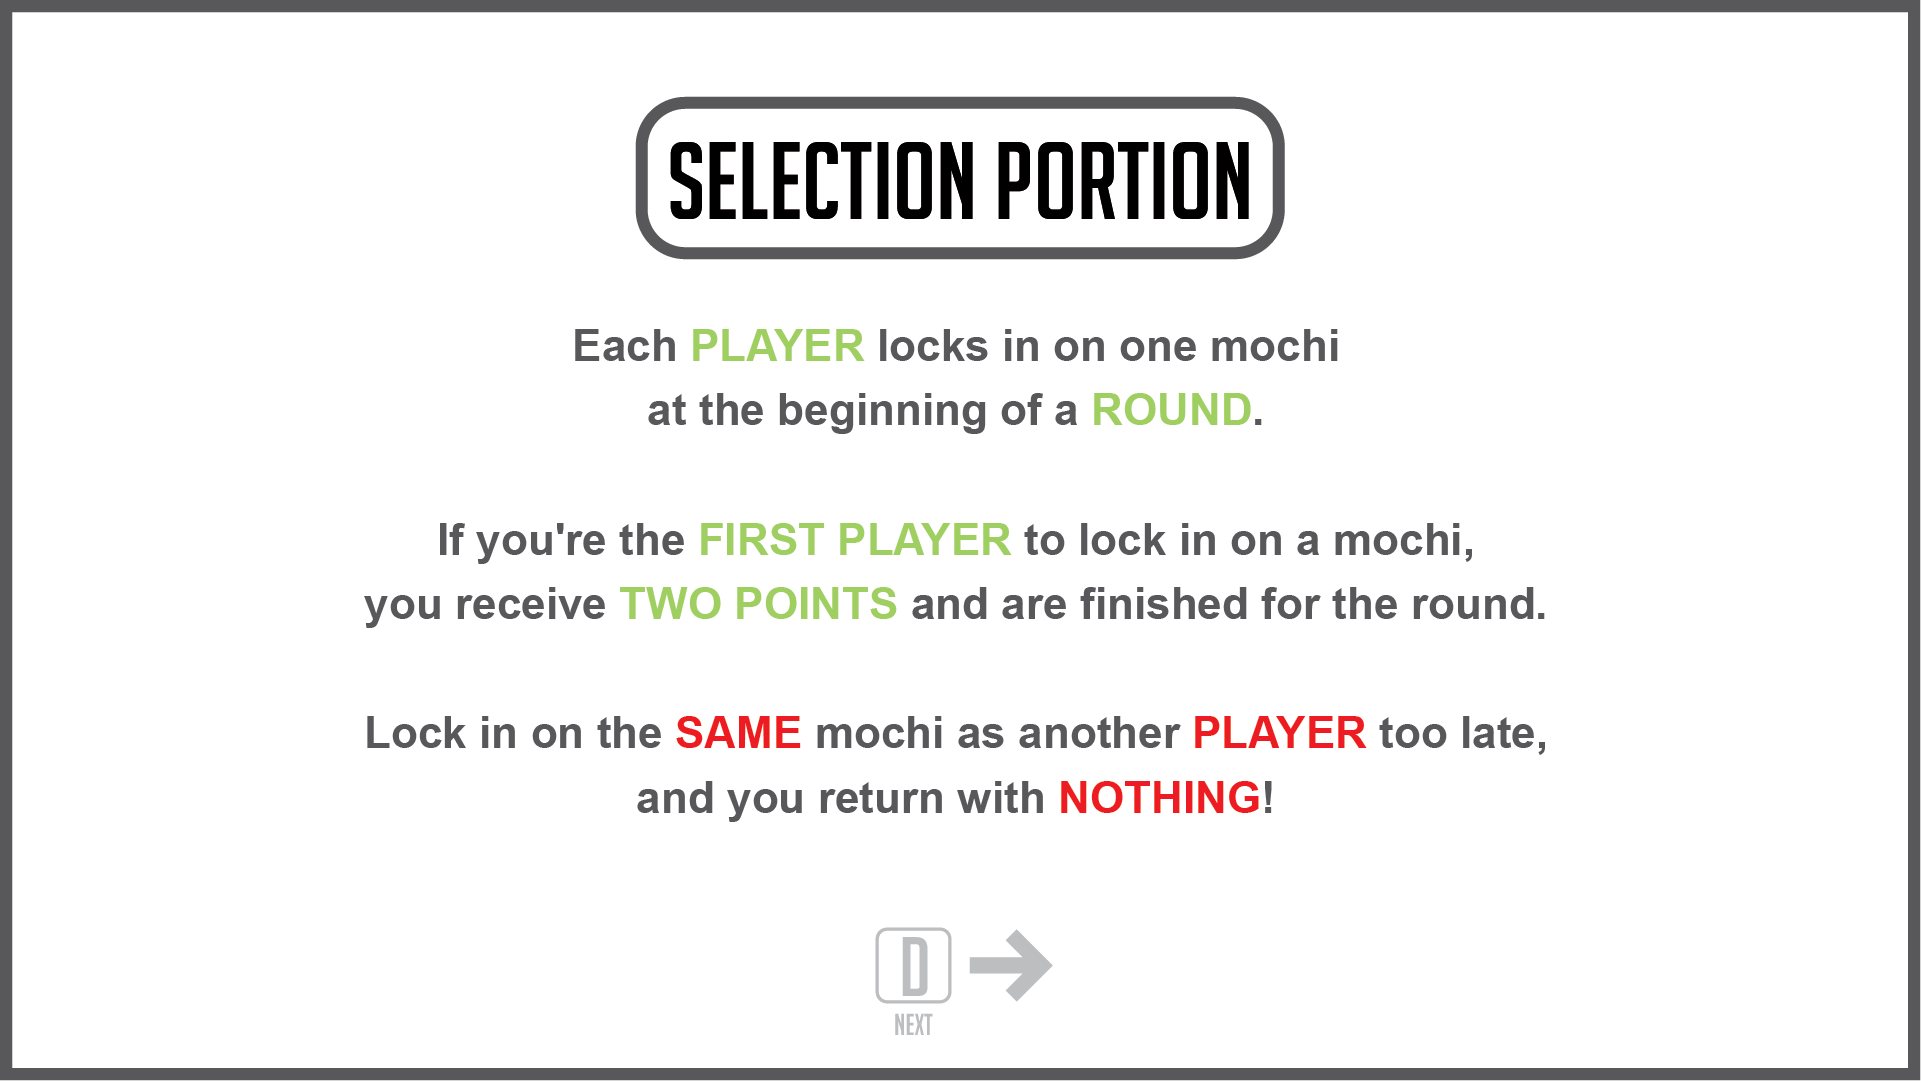 SELECTION PORTION
Each PLAYER locks in on one mochi
at the beginning of a ROUND.
If you're the FIRST PLAYER to lock in on a mochi,
you receive TWO POINTS and are finished for the round.
Lock in on the SAME mochi as another PLAYER too late,
and you return with NOTHING!
D
NEXT